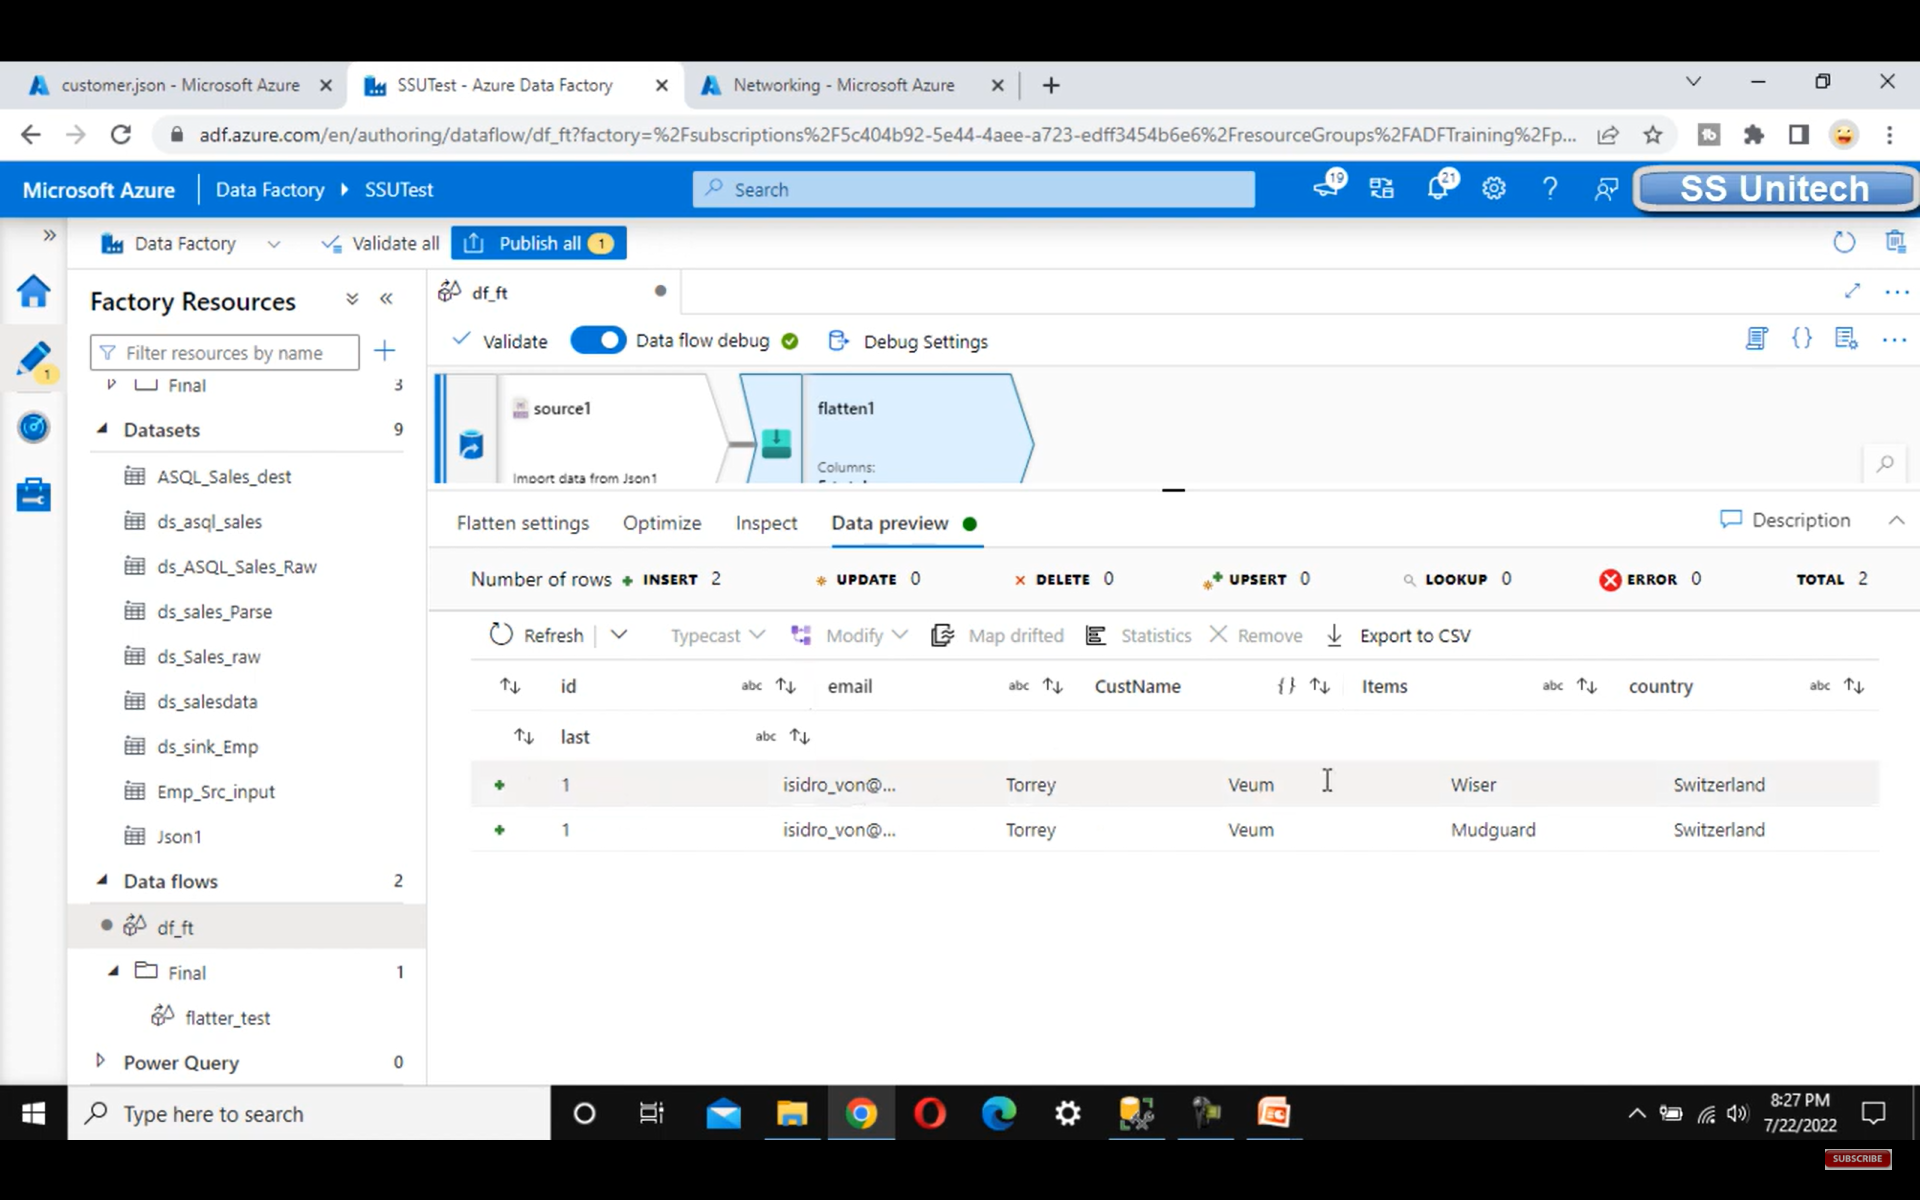 customer.json - Microsoft Azure
SSUTest - Azure Data Factory
Networking - Microsoft Azure
adf.azure.com/en/authoring/dataflow/df_ft?factory=%2Fsubscriptions%2F5c404b92-5e44-4aee-a723-edff3454b6e6%2FresourceGroups%2FADFTraining%2Fp...
Microsoft Azure
Data Factory
SSUTest
Search
19
21
SS Unitech
Data Factory
Validate all
Publish all 1
Factory Resources
df_ft
Filter resources by name
Validate
Data flow debug
Debug Settings
1
Final 3
source1
Import data from Json1
flatten1
Columns:
Datasets 9
ASQL_Sales_dest
ds_asql_sales
ds_ASQL_Sales_Raw
ds_sales_Parse
ds_Sales_raw
ds_salesdata
ds_sink_Emp
Emp_Src_input
Json1
Data flows 2
df_ft
Final 1
flatter_test
Power Query 0
Flatten settings Optimize Inspect Data preview
Description
Number of rows INSERT 2 UPDATE 0 DELETE 0 UPSERT 0 LOOKUP 0 ERROR 0 TOTAL 2
Refresh Typecast Modify Map drifted Statistics Remove Export to CSV
id abc email abc CustName {} Items abc country abc
last abc
1 isidro_von@... Torrey Veum Wiser Switzerland
1 isidro_von@... Torrey Veum Mudguard Switzerland
Type here to search
8:27 PM
7/22/2022
SUBSCRIBE